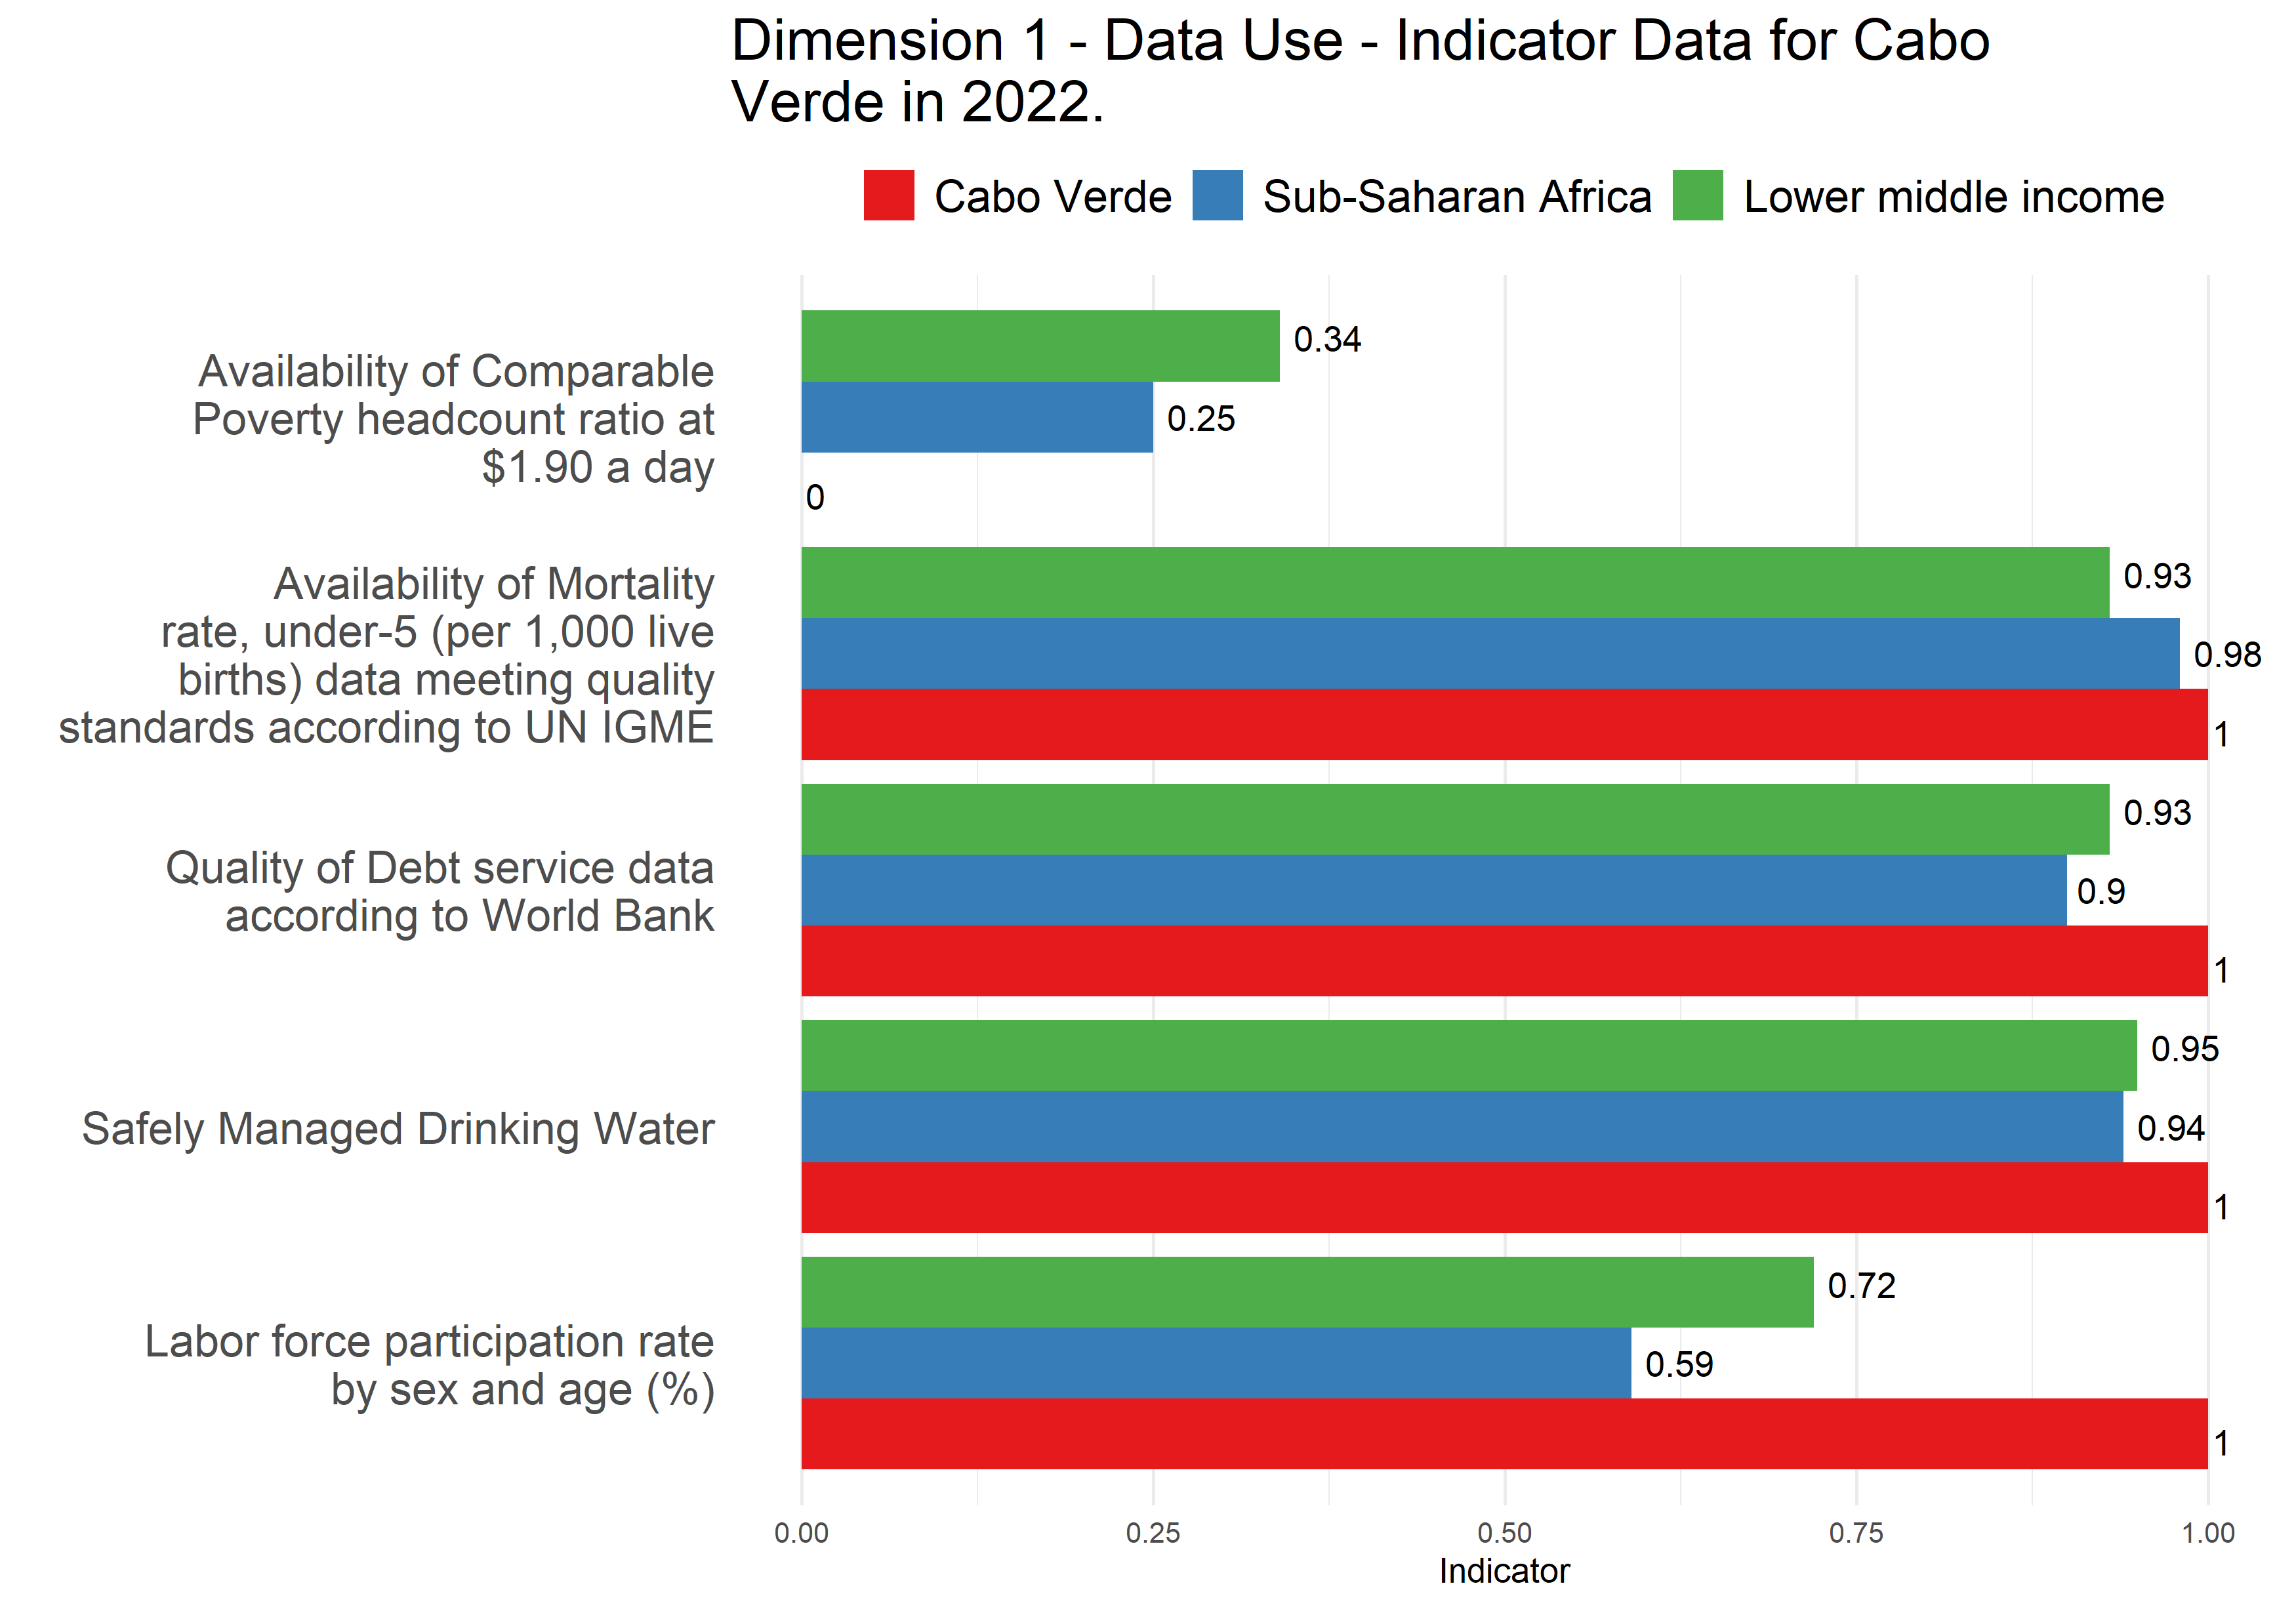 Dimension 1 - Data Use - Indicator Data for Cabo
Verde in 2022.
Cabo Verde
Sub-Saharan Africa
Lower middle income
Availability of Comparable
Poverty headcount ratio at
$1.90 a day
0.34
0.25
0
Availability of Mortality
rate, under-5 (per 1,000 live
births) data meeting quality
standards according to UN IGME
0.93
0.98
1
Quality of Debt service data
according to World Bank
0.93
0.9
1
Safely Managed Drinking Water
0.95
0.94
1
Labor force participation rate
by sex and age (%)
0.72
0.59
1
0.00
0.25
0.50
0.75
1.00
Indicator